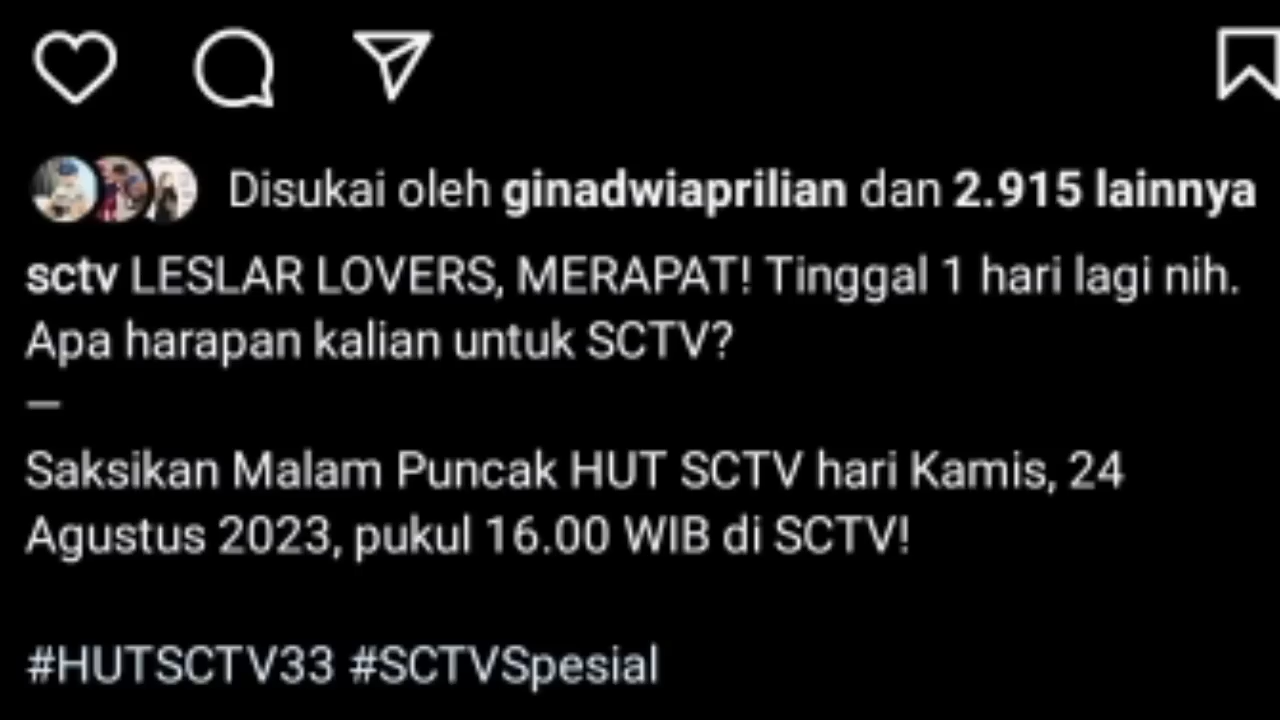 Disukai oleh ginadwiaprilian dan 2.915 lainnya
sctv LESLAR LOVERS, MERAPAT! Tinggal 1 hari lagi nih.
Apa harapan kalian untuk SCTV?
—
Saksikan Malam Puncak HUT SCTV hari Kamis, 24
Agustus 2023, pukul 16.00 WIB di SCTV!
#HUTSCTV33 #SCTVSpesial